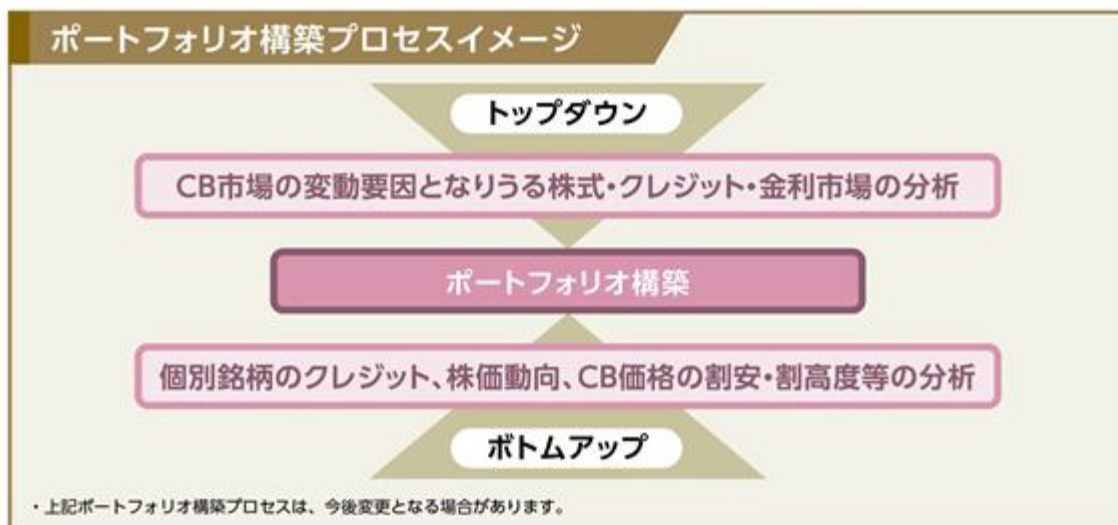 ポートフォリオ構築プロセスイメージ
トップダウン
CB市場の変動要因となりうる株式・クレジット・金利市場の分析
ポートフォリオ構築
個別銘柄のクレジット、株価動向、CB価格の割安・割高度等の分析
ボトムアップ
・上記ポートフォリオ構築プロセスは、今後変更となる場合があります。